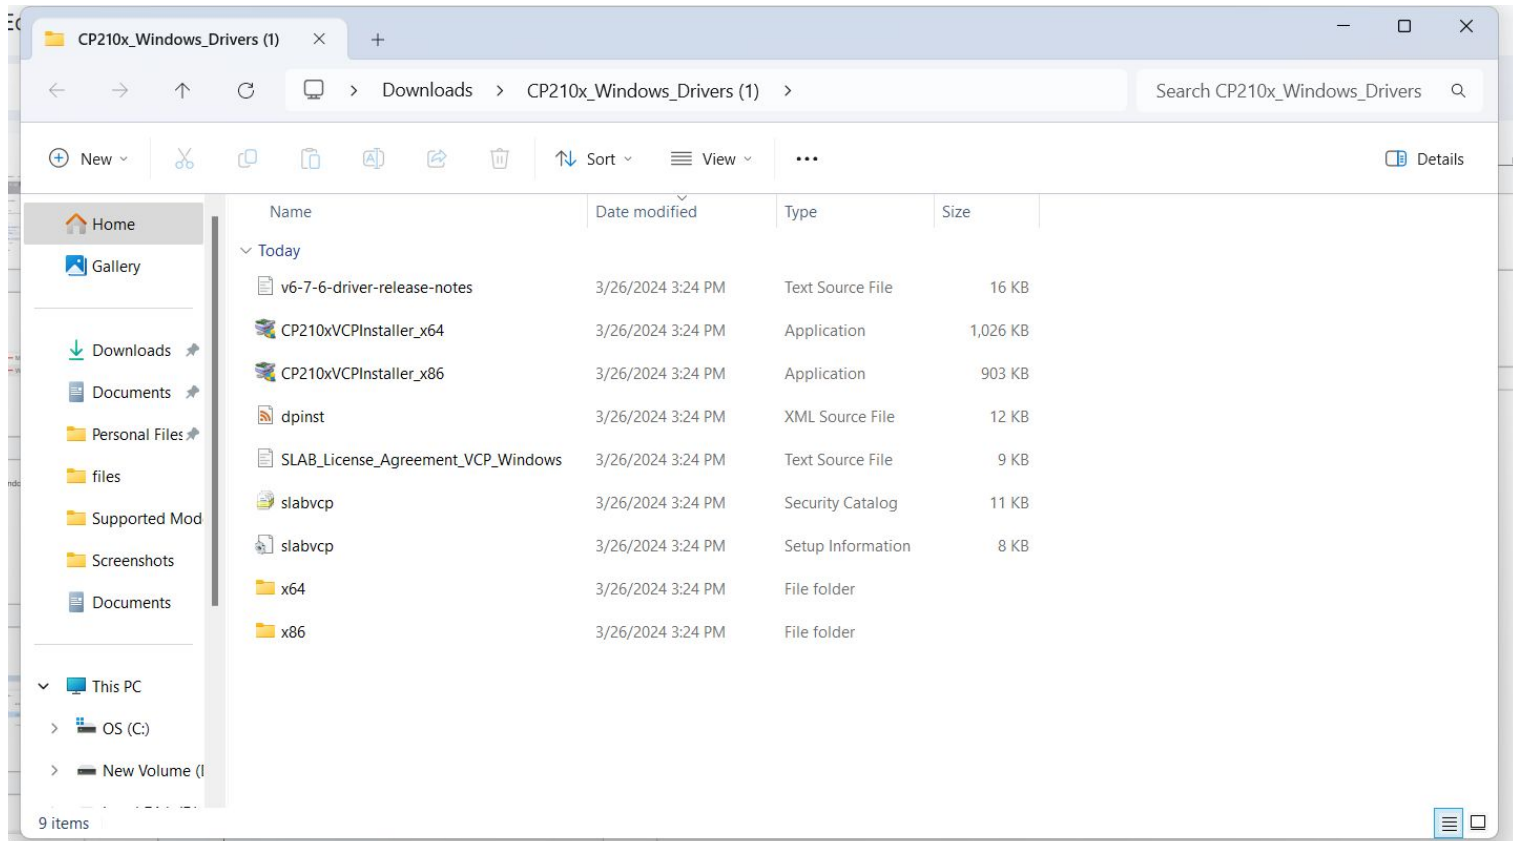 CP210x_Windows_Drivers (1)
Downloads > CP210x_Windows_Drivers (1) >
Search CP210x_Windows_Drivers
New
Sort
View
Details
Name Date modified Type Size
Home
Gallery
Downloads
Documents
Personal Files
files
Supported Mod
Screenshots
Documents
This PC
OS (C:)
New Volume (
Today
v6-7-6-driver-release-notes 3/26/2024 3:24 PM Text Source File 16 KB
CP210xVCPInstaller_x64 3/26/2024 3:24 PM Application 1,026 KB
CP210xVCPInstaller_x86 3/26/2024 3:24 PM Application 903 KB
dpinst 3/26/2024 3:24 PM XML Source File 12 KB
SLAB_License_Agreement_VCP_Windows 3/26/2024 3:24 PM Text Source File 9 KB
slabvcp 3/26/2024 3:24 PM Security Catalog 11 KB
slabvcp 3/26/2024 3:24 PM Setup Information 8 KB
x64 3/26/2024 3:24 PM File folder
x86 3/26/2024 3:24 PM File folder
9 items